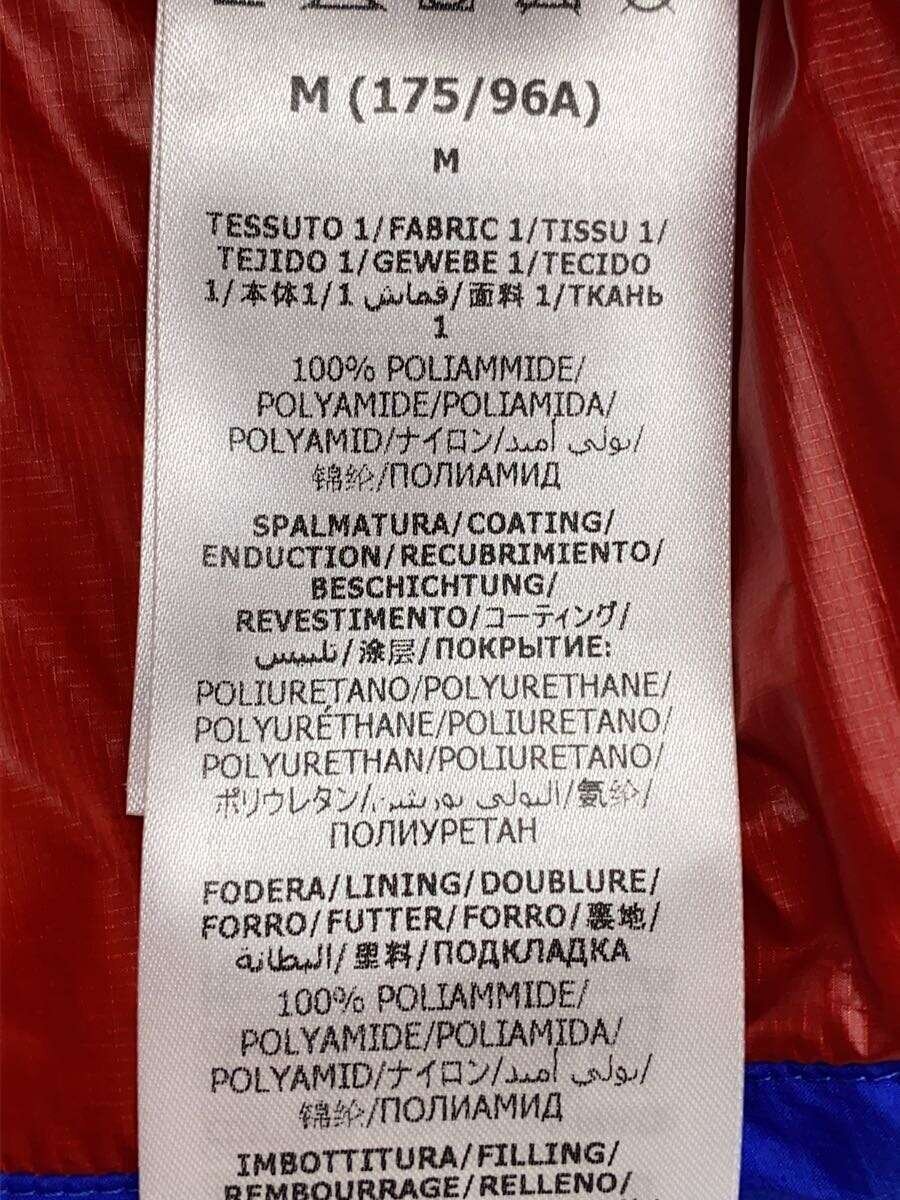 M (175/96A)
M
TESSUTO 1/FABRIC 1/TISSU 1/
TEJIDO 1/GEWEBE 1/TECIDO
1/本体1/1 قماش/面料 1/ТКАНЬ
1
100% POLIAMMIDE/
POLYAMIDE/POLIAMIDA/
POLYAMID/ナイロン/بولي أميد/
锦纶/ПОЛИАМИД
SPALMATURA/COATING/
ENDUCTION/RECUBRIMIENTO/
BESCHICHTUNG/
REVESTIMENTO/コーティング/
تلبيس/涂层/ПОКРЫТИЕ:
POLIURETANO/POLYURETHANE/
POLYURÉTHANE/POLIURETANO/
POLYURETHAN/POLIURETANO/
ポリウレタン/البولي يوريثين/氨纶/
ПОЛИУРЕТАН
FODERA/LINING/DOUBLURE/
FORRO/FUTTER/FORRO/裏地/
البطانة/里料/ПОДКЛАДКА
100% POLIAMMIDE/
POLYAMIDE/POLIAMIDA/
POLYAMID/ナイロン/بولي أميد/
锦纶/ПОЛИАМИД
IMBOTTITURA/FILLING/
REMBOURRAGE/RELLENO/